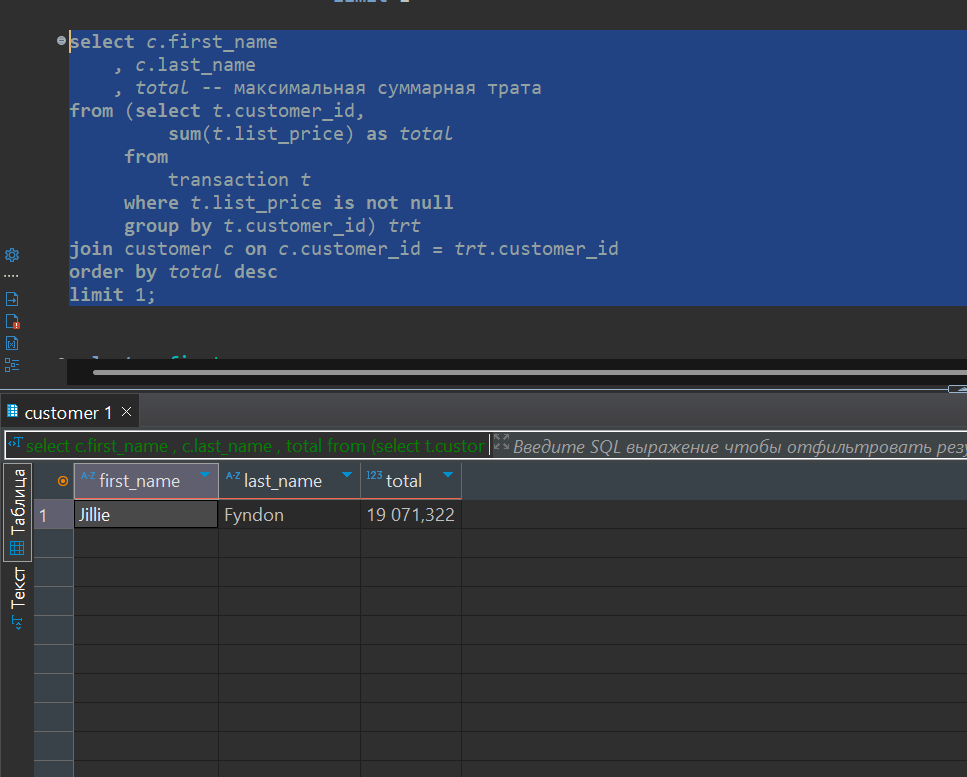 select c.first_name
, c.last_name
, total -- максимальная суммарная трата
from (select t.customer_id,
sum(t.list_price) as total
from
transaction t
where t.list_price is not null
group by t.customer_id) trt
join customer c on c.customer_id = trt.customer_id
order by total desc
limit 1;
customer 1
select c.first_name , c.last_name , total from (select t.custor
Введите SQL выражение чтобы отфильтровать резу
Таблица
Текст
A-Z first_name A-Z last_name 123 total
1 Jillie Fyndon 19 071,322